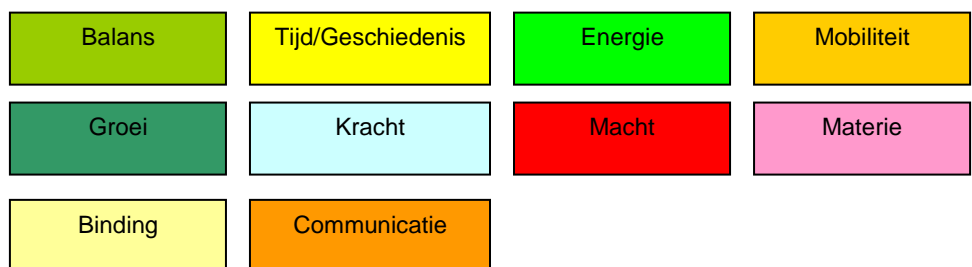 Balans Tijd/Geschiedenis Energie Mobiliteit
Groei Kracht Macht Materie
Binding Communicatie